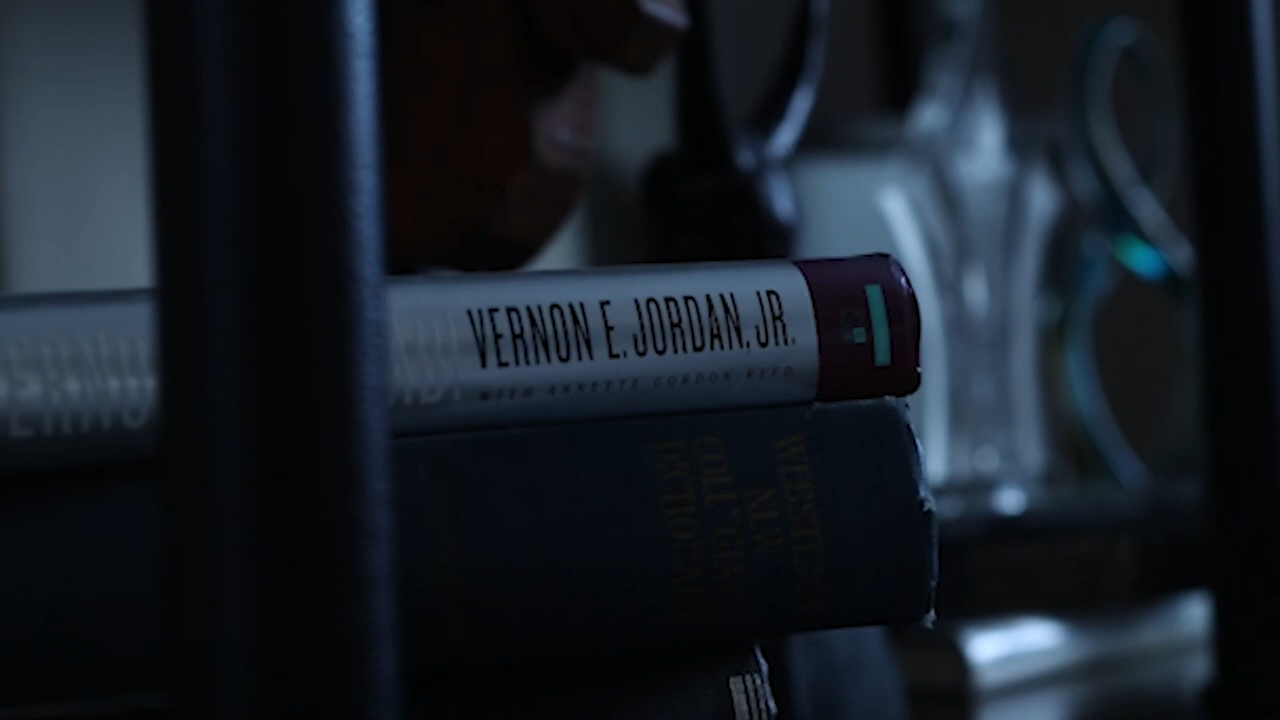 VERNON E. JORDAN, JR.
WITH ANNETTE GORDON-REED
WEBSTER'S
NEW
COLLEGIATE
DICTIONARY